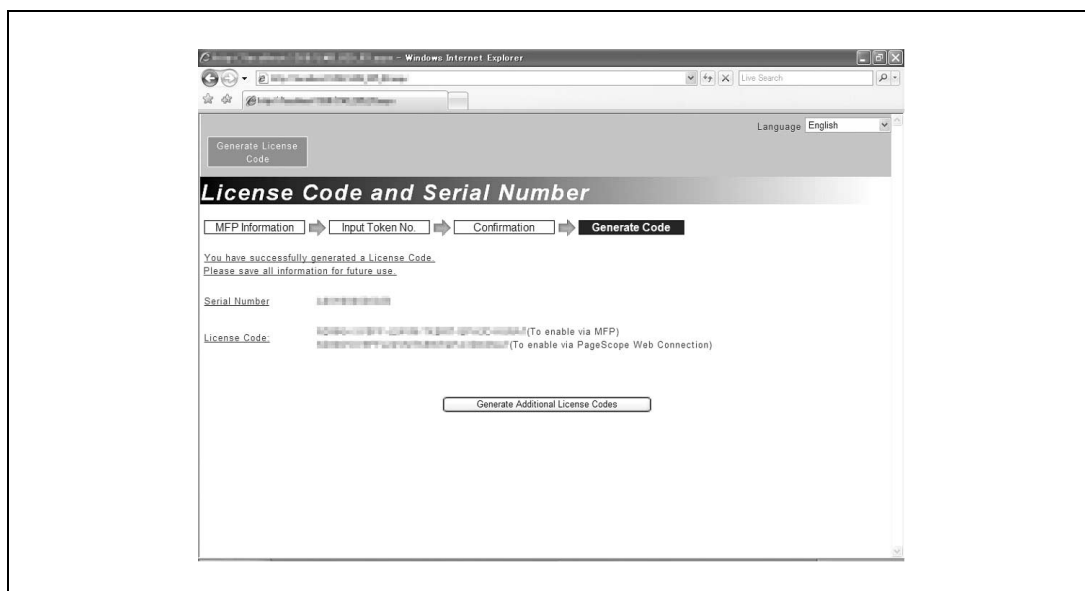 - Windows Internet Explorer
Live Search
Language English
Generate License
Code
License Code and Serial Number
MFP Information Input Token No. Confirmation Generate Code
You have successfully generated a License Code.
Please save all information for future use.
Serial Number
License Code:
(To enable via MFP)
(To enable via PageScope Web Connection)
Generate Additional License Codes